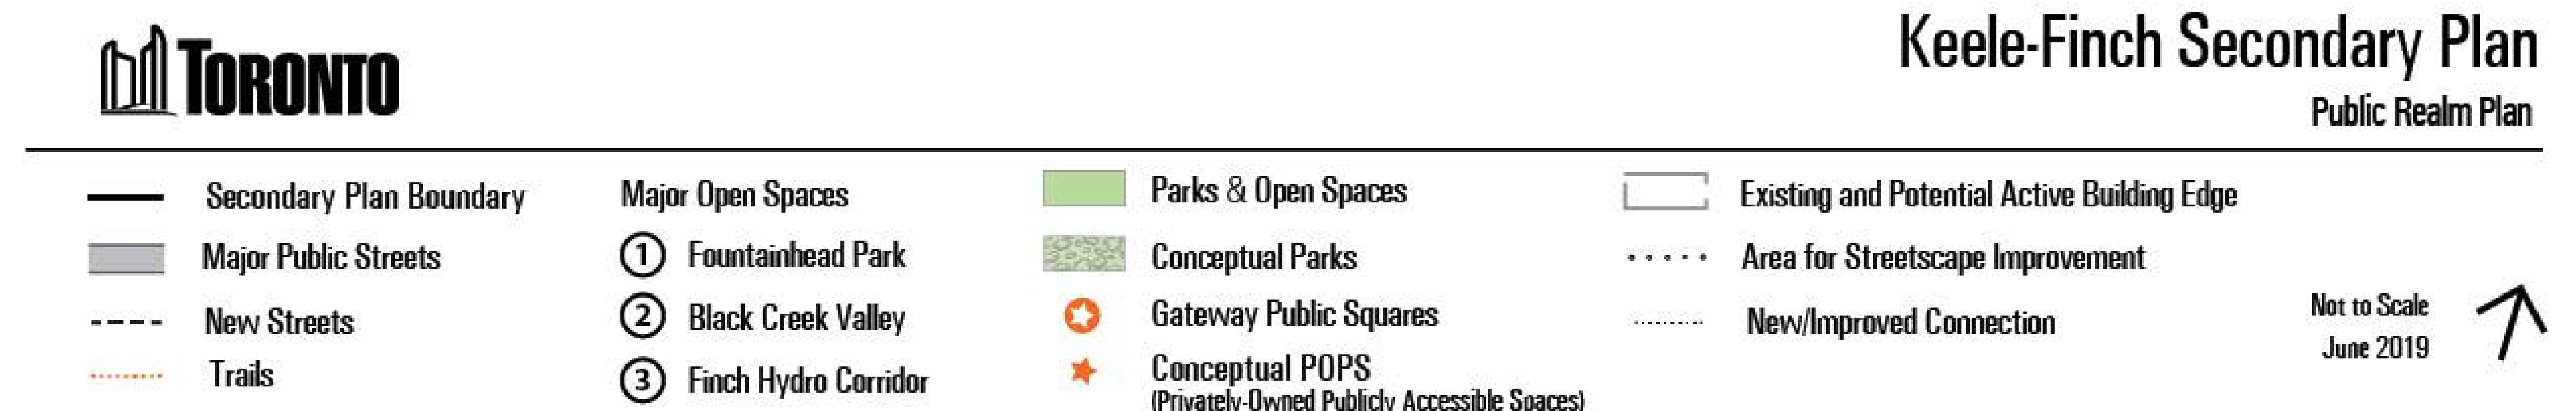 TORONTO
Keele-Finch Secondary Plan
Public Realm Plan
Secondary Plan Boundary
Major Public Streets
New Streets
Trails
Major Open Spaces
1 Fountainhead Park
2 Black Creek Valley
3 Finch Hydro Corridor
Parks & Open Spaces
Conceptual Parks
Gateway Public Squares
Conceptual POPS
(Privately-Owned Publicly Accessible Spaces)
Existing and Potential Active Building Edge
Area for Streetscape Improvement
New/Improved Connection
Not to Scale
June 2019